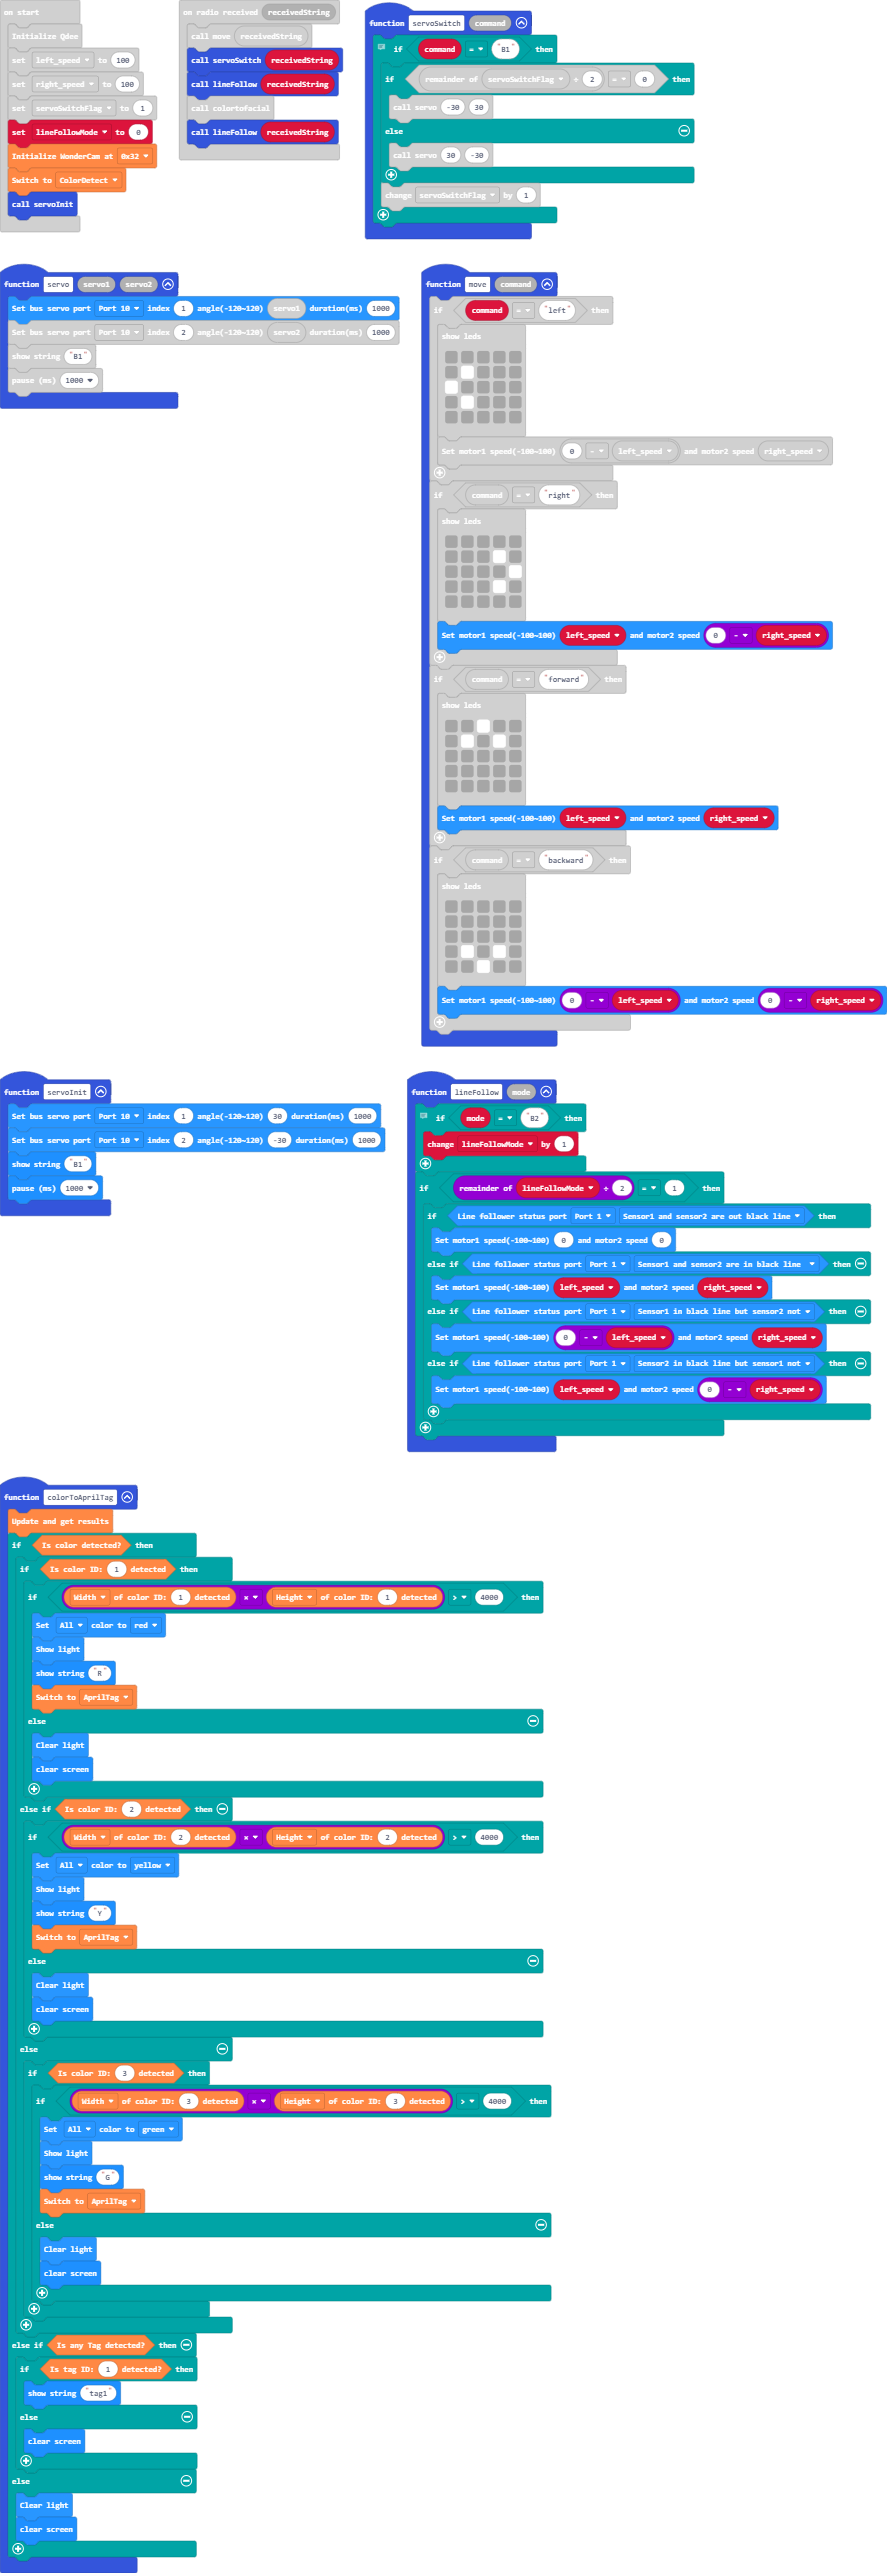 on start
Initialize Qdee
set left_speed to 100
set right_speed to 100
set servoSwitchFlag to 1
set lineFollowMode to 0
Initialize WonderCam at 0x32
Switch to ColorDetect
call servoInit
on radio received receivedString
call move receivedString
call servoSwitch receivedString
call lineFollow receivedString
call colortofacial
call lineFollow receivedString
function servoSwitch command
if command = "B1" then
if remainder of servoSwitchFlag ÷ 2 = 0 then
call servo -30 30
else
call servo 30 -30
change servoSwitchFlag by 1
function servo servo1 servo2
Set bus servo port Port 10 index 1 angle(-120~120) servo1 duration(ms) 1000
Set bus servo port Port 10 index 2 angle(-120~120) servo2 duration(ms) 1000
show string "B1"
pause (ms) 1000
function move command
if command = "left" then
show leds
Set motor1 speed(-100~100) 0 - left_speed and motor2 speed right_speed
if command = "right" then
show leds
Set motor1 speed(-100~100) left_speed and motor2 speed 0 - right_speed
if command = "forward" then
show leds
Set motor1 speed(-100~100) left_speed and motor2 speed right_speed
if command = "backward" then
show leds
Set motor1 speed(-100~100) 0 - left_speed and motor2 speed 0 - right_speed
function servoInit
Set bus servo port Port 10 index 1 angle(-120~120) 30 duration(ms) 1000
Set bus servo port Port 10 index 2 angle(-120~120) -30 duration(ms) 1000
show string "B1"
pause (ms) 1000
function lineFollow mode
if mode = "B2" then
change lineFollowMode by 1
if remainder of lineFollowMode ÷ 2 = 1 then
if Line follower status port Port 1 Sensor1 and sensor2 are out black line then
Set motor1 speed(-100~100) 0 and motor2 speed 0
else if Line follower status port Port 1 Sensor1 and sensor2 are in black line then
Set motor1 speed(-100~100) left_speed and motor2 speed right_speed
else if Line follower status port Port 1 Sensor1 in black line but sensor2 not then
Set motor1 speed(-100~100) 0 - left_speed and motor2 speed right_speed
else if Line follower status port Port 1 Sensor2 in black line but sensor1 not then
Set motor1 speed(-100~100) left_speed and motor2 speed 0 - right_speed
function colorToAprilTag
Update and get results
if Is color detected? then
if Is color ID: 1 detected then
if Width of color ID: 1 detected × Height of color ID: 1 detected > 4000 then
Set All color to red
Show light
show string "R"
Switch to AprilTag
else
Clear light
clear screen
else if Is color ID: 2 detected then
if Width of color ID: 2 detected × Height of color ID: 2 detected > 4000 then
Set All color to yellow
Show light
show string "Y"
Switch to AprilTag
else
Clear light
clear screen
else
if Is color ID: 3 detected then
if Width of color ID: 3 detected × Height of color ID: 3 detected > 4000 then
Set All color to green
Show light
show string "G"
Switch to AprilTag
else
Clear light
clear screen
else if Is any Tag detected? then
if Is tag ID: 1 detected? then
show string "tag1"
else
clear screen
else
Clear light
clear screen